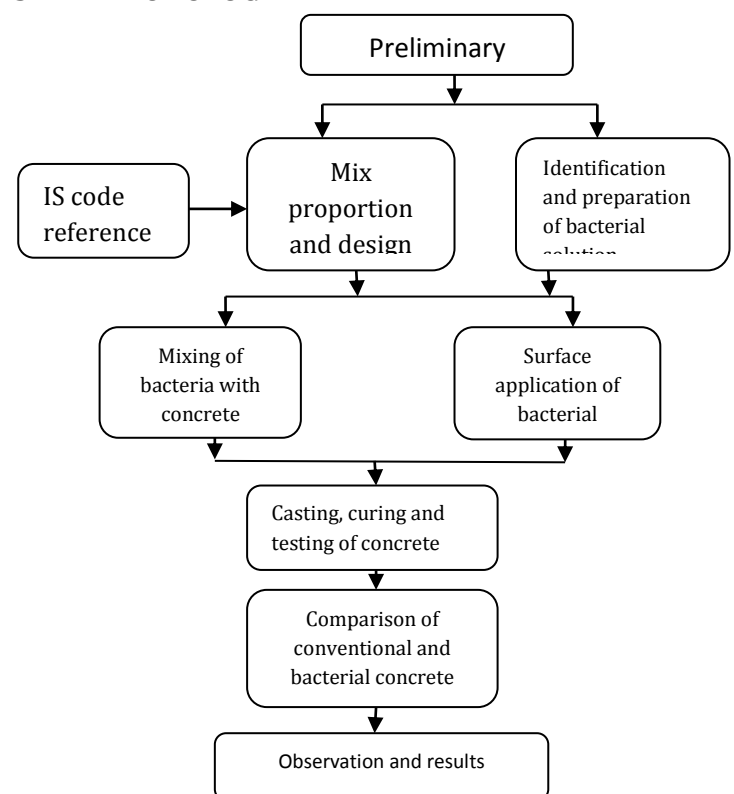 Preliminary
Mix
proportion
and design
Identification
and preparation
of bacterial
IS code
reference
Mixing of
bacteria with
concrete
Surface
application of
bacterial
Casting, curing and
testing of concrete
Comparison of
conventional and
bacterial concrete
Observation and results